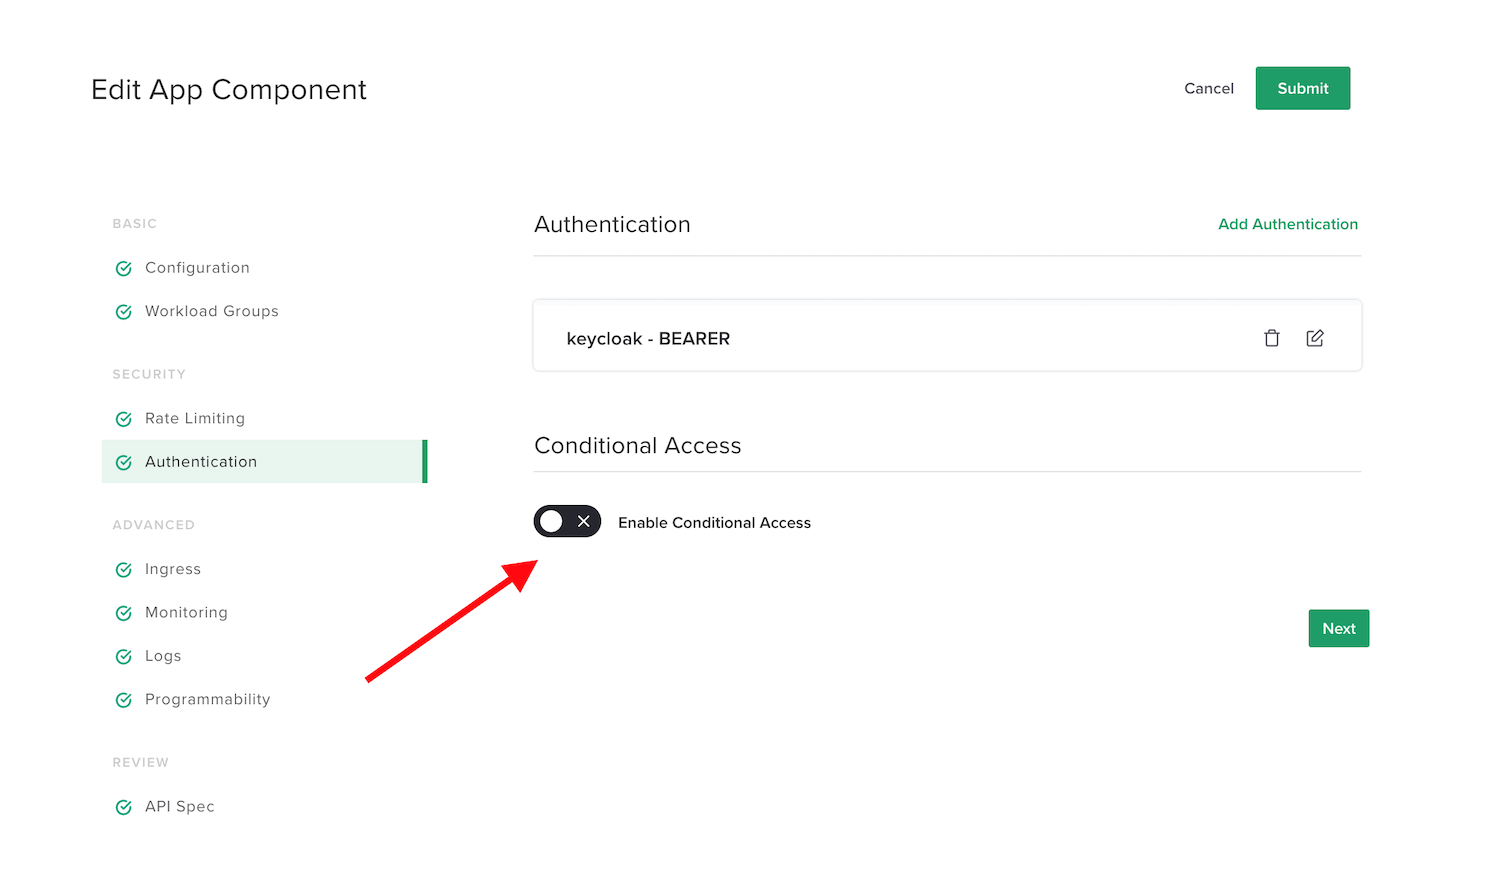 Edit App Component
Cancel
Submit
BASIC
Configuration
Workload Groups
SECURITY
Rate Limiting
Authentication
ADVANCED
Ingress
Monitoring
Logs
Programmability
REVIEW
API Spec
Authentication
Add Authentication
keycloak - BEARER
Conditional Access
Enable Conditional Access
Next